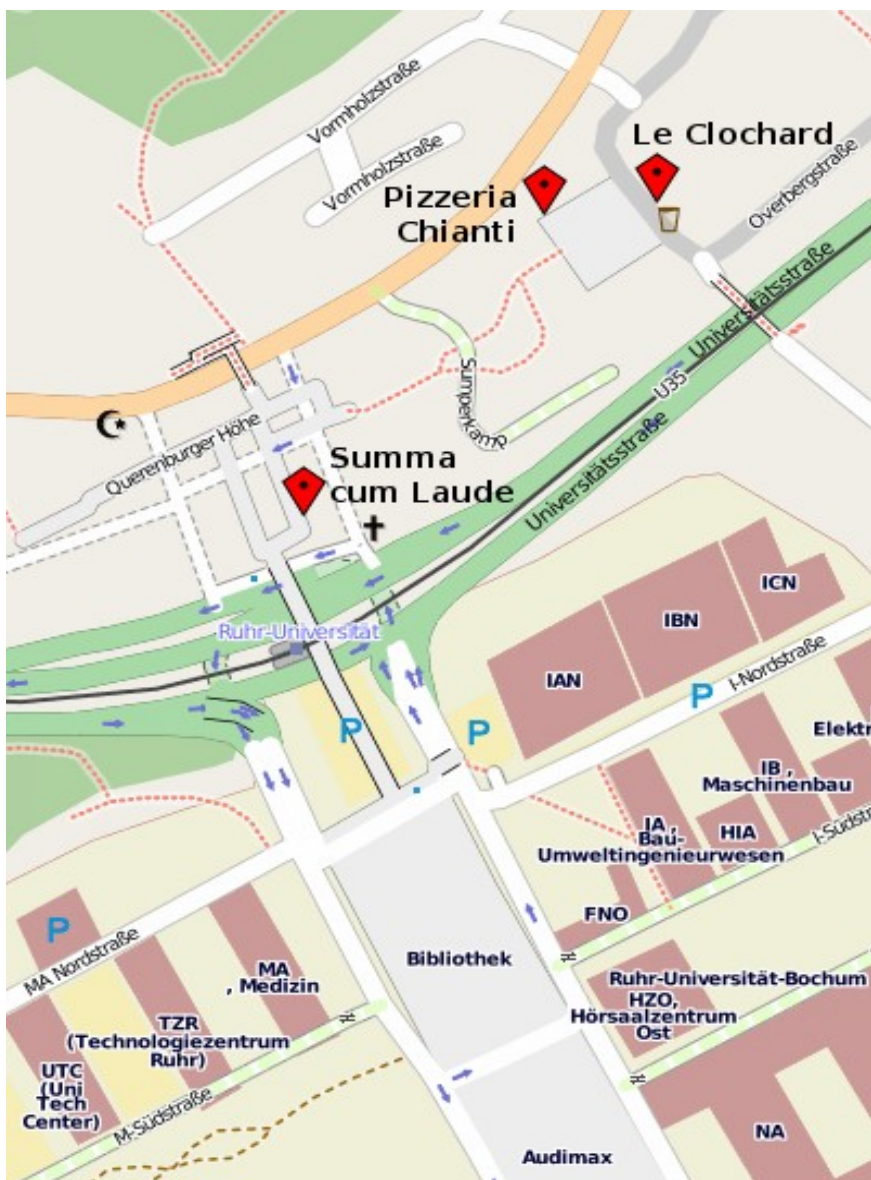 Vormholzstraße
Le Clochard
Vormholzstraße
Pizzeria
Chianti
Overbergstraße
Universitätsstraße
U35
Sumperkamp
Querenburger Höhe
Summa
cum Laude
Universitätsstraße
ICN
IBN
Ruhr-Universität
IAN
I-Nordstraße
P
P
P
Elektr
IB ,
Maschinenbau
IA ,
Bau-
Umweltingenieurwesen
HIA
I-Südstr
FNO
P
MA Nordstraße
Bibliothek
MA
, Medizin
Ruhr-Universität-Bochum
HZO,
Hörsaalzentrum
Ost
TZR
(Technologiezentrum
Ruhr)
UTC
(Uni
Tech
Center)
M-Südstraße
NA
Audimax